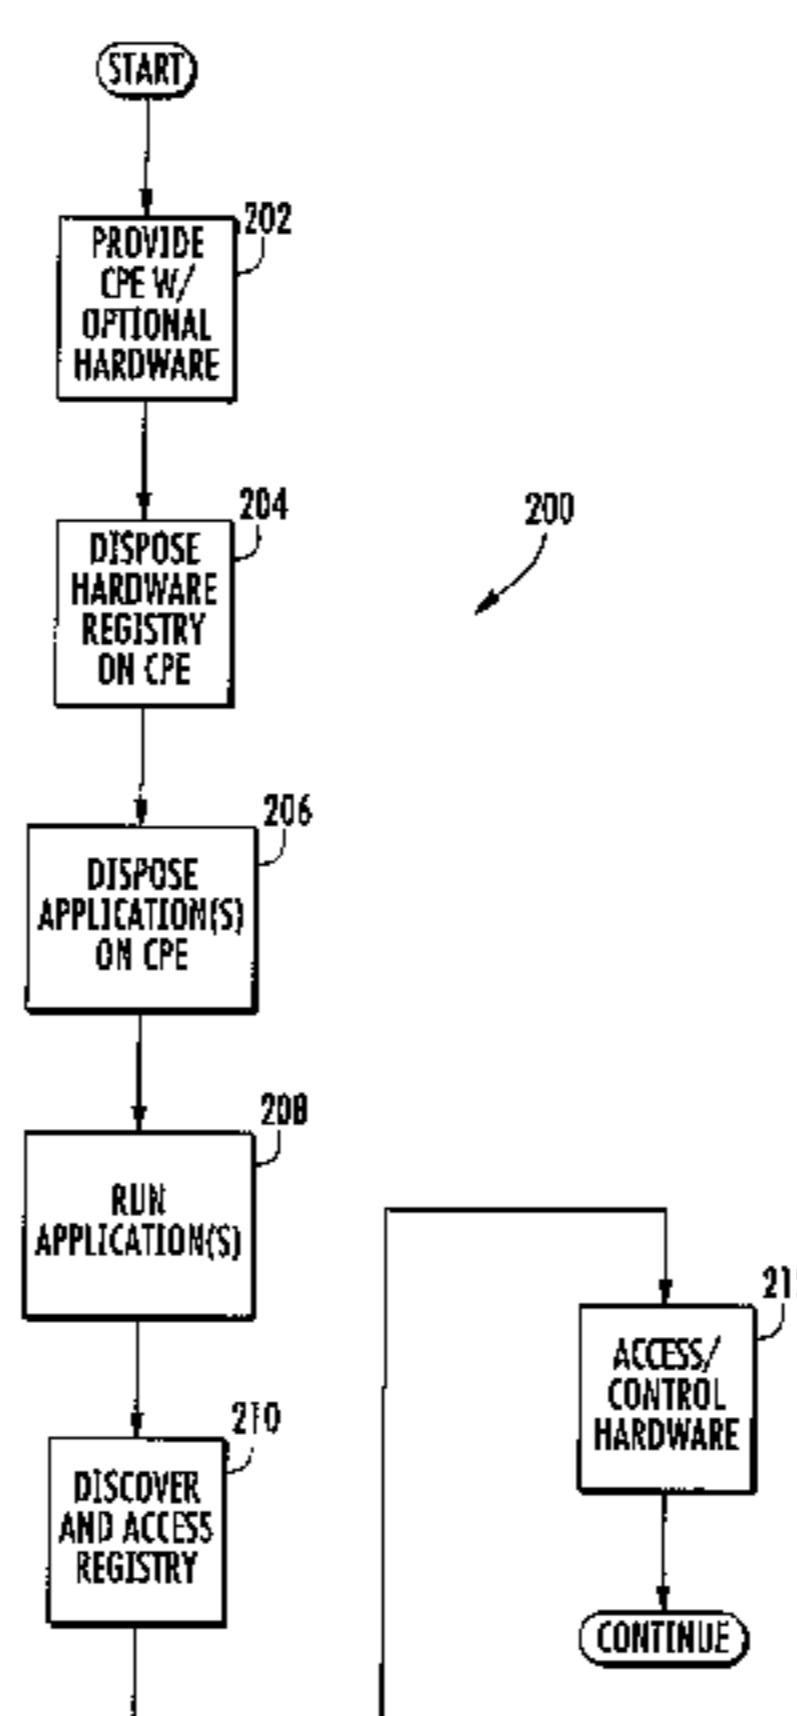 START
202
PROVIDE
CPE W/
OPTIONAL
HARDWARE
204
DISPOSE
HARDWARE
REGISTRY
ON CPE
200
206
DISPOSE
APPLICATION(S)
ON CPE
208
RUN
APPLICATION(S)
210
DISCOVER
AND ACCESS
REGISTRY
ACCESS/
CONTROL
HARDWARE
CONTINUE